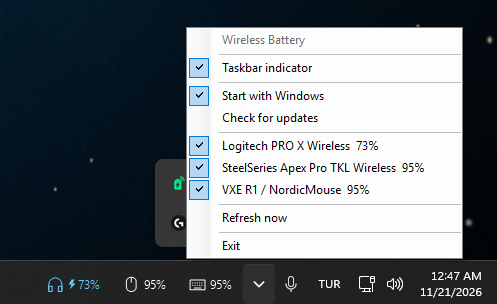 Wireless Battery
Taskbar indicator
Start with Windows
Check for updates
Logitech PRO X Wireless 73%
SteelSeries Apex Pro TKL Wireless 95%
VXE R1 / NordicMouse 95%
Refresh now
Exit
73% 95% 95% TUR 12:47 AM
11/21/2026